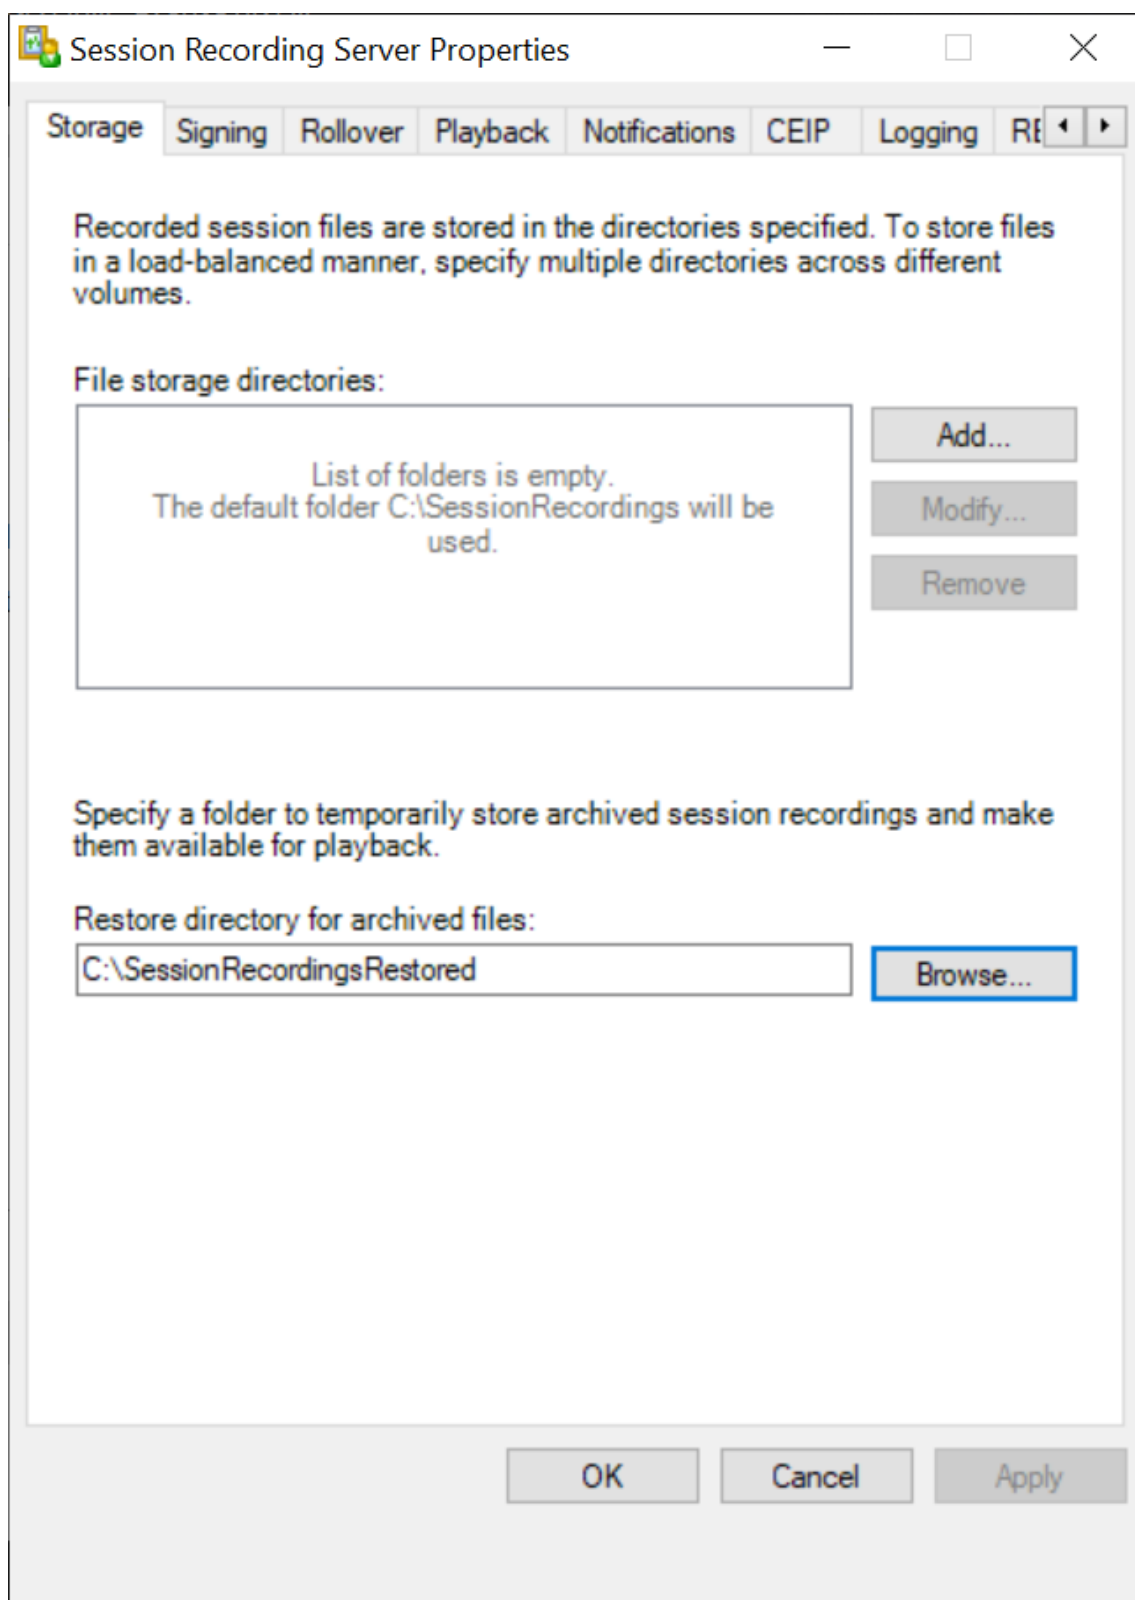 Session Recording Server Properties
Storage Signing Rollover Playback Notifications CEIP Logging
Recorded session files are stored in the directories specified. To store files
in a load-balanced manner, specify multiple directories across different
volumes.
File storage directories:
List of folders is empty.
The default folder C:\SessionRecordings will be
used.
Add...
Modify...
Remove
Specify a folder to temporarily store archived session recordings and make
them available for playback.
Restore directory for archived files:
C:\SessionRecordingsRestored
Browse...
OK Cancel Apply